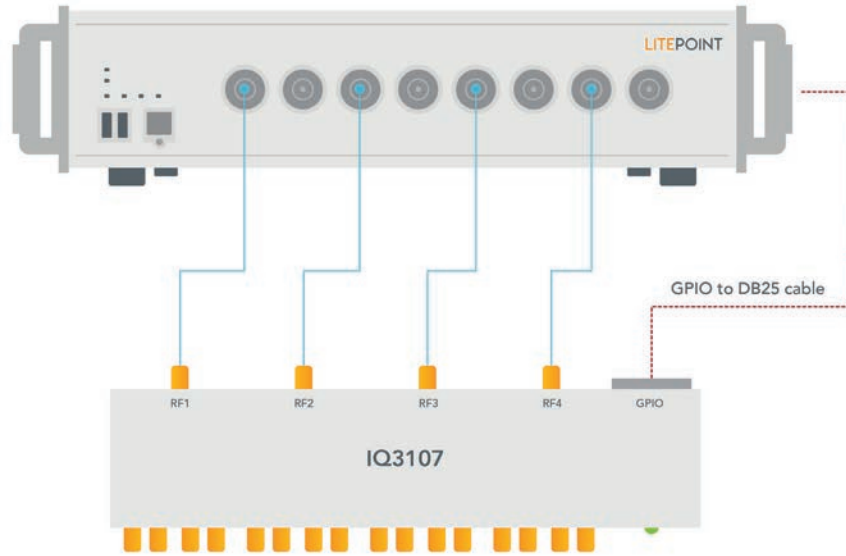 LITEPOINT
GPIO to DB25 cable
RF1 RF2 RF3 RF4 GPIO
IQ3107